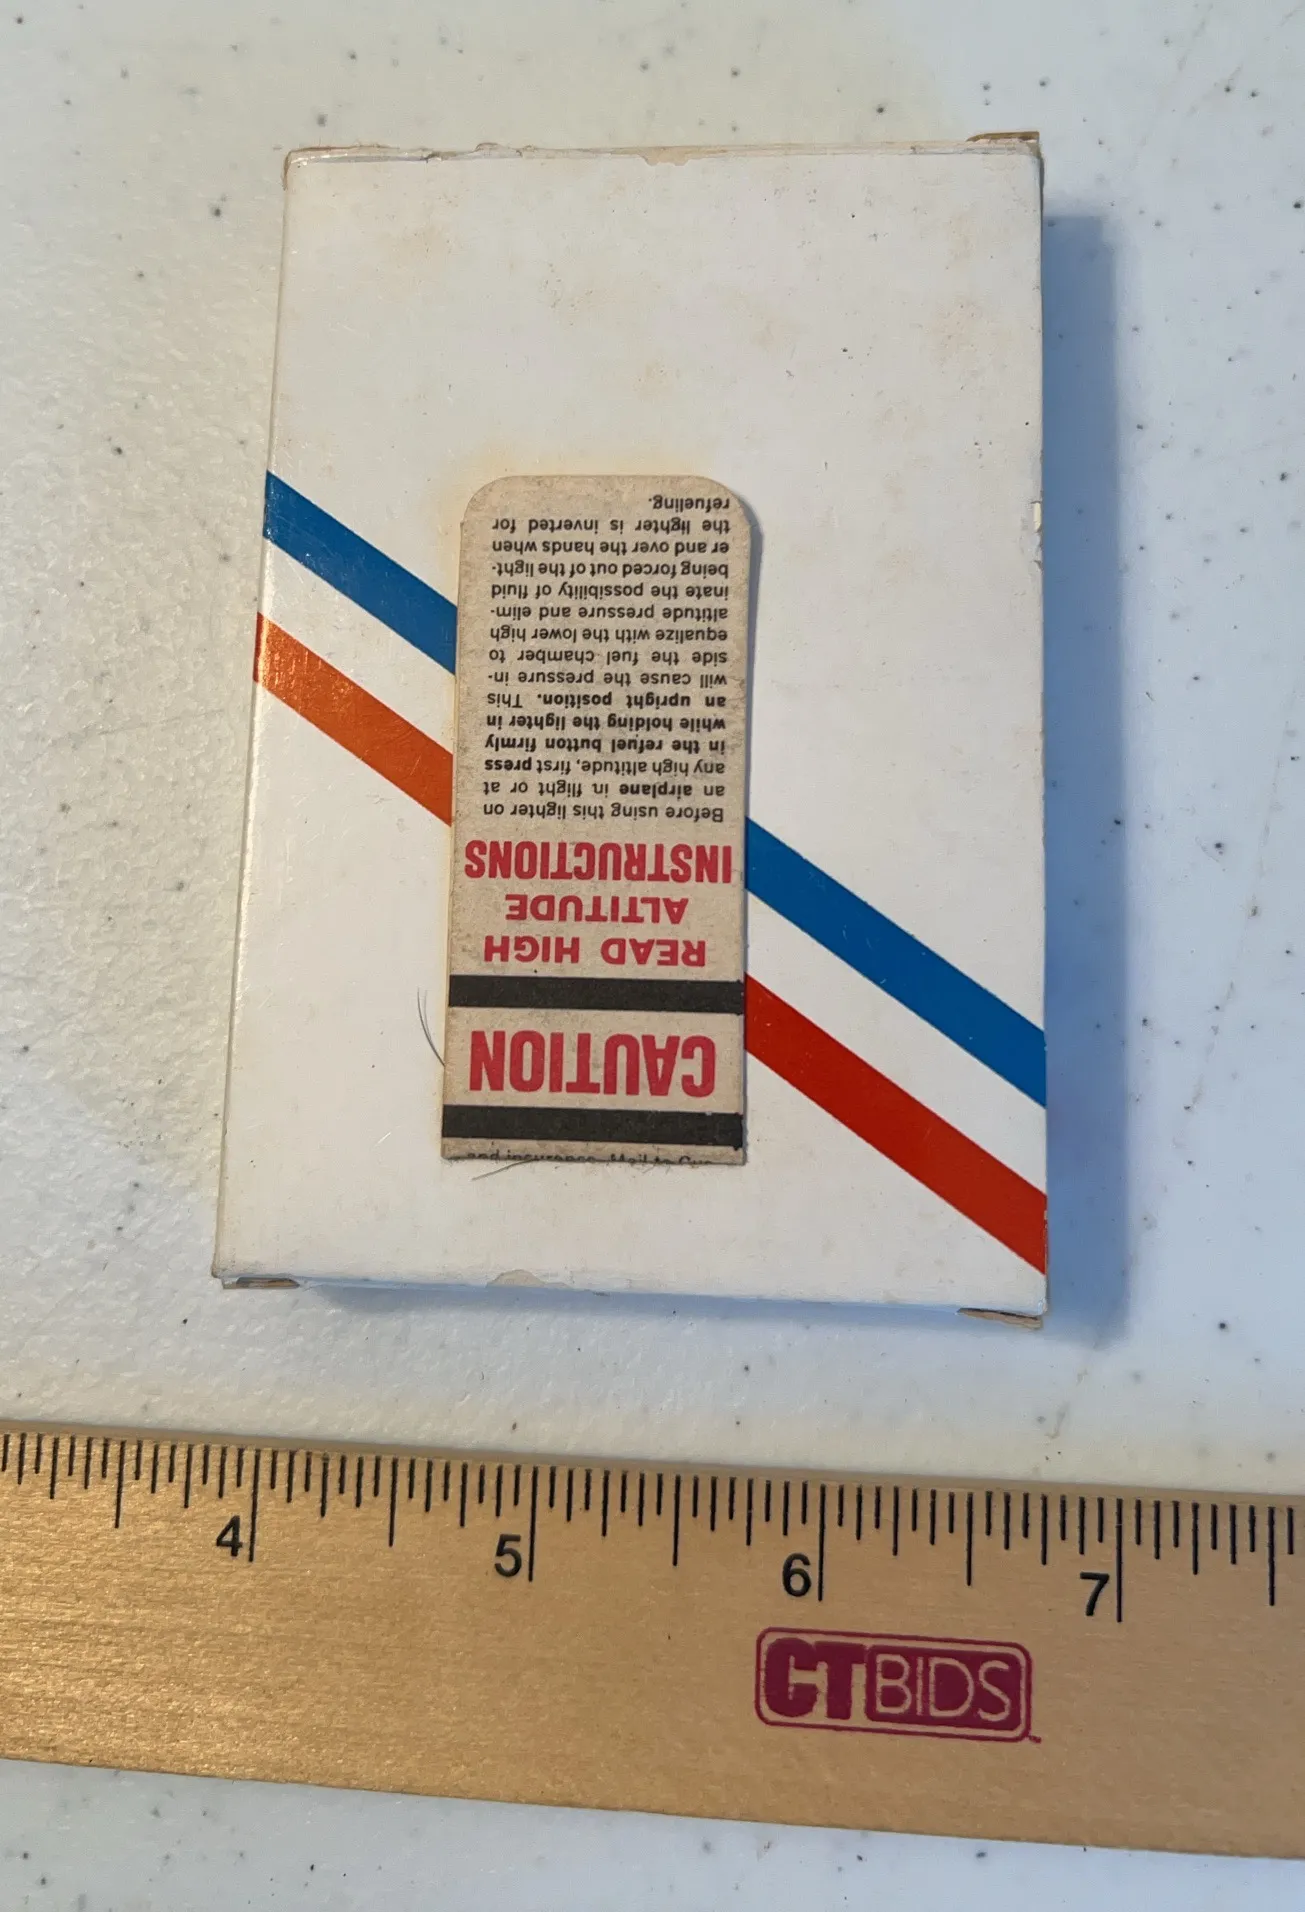 and insurance. Mail to
CAUTION
READ HIGH
ALTITUDE
INSTRUCTIONS
Before using this lighter on
an airplane in flight or at
any high altitude, first press
in the refuel button firmly
while holding the lighter in
an upright position. This
will cause the pressure in-
side the fuel chamber to
equalize with the lower high
altitude pressure and elim-
inate the possibility of fluid
being forced out of the light-
er and over the hands when
the lighter is inverted for
refueling.
4 5 6 7
CTBIDS